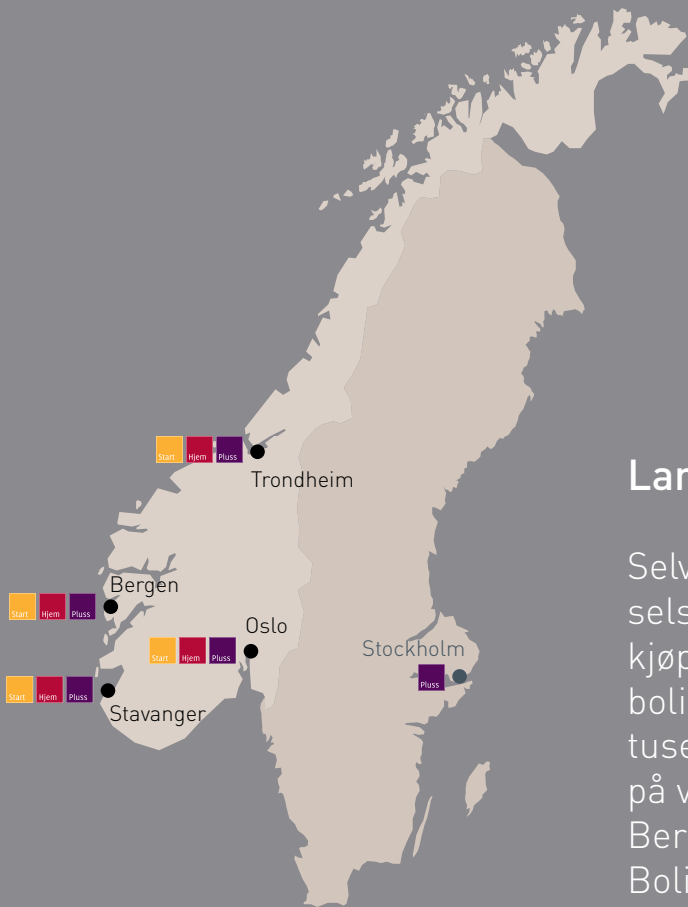 Start Hjem Pluss
Trondheim
Bergen
Start Hjem Pluss
Oslo
Start Hjem Pluss
Stockholm
Pluss
Start Hjem Pluss
Stavanger
Lan
Selv
sels
kjøp
boli
tuse
på v
Ber
Boli